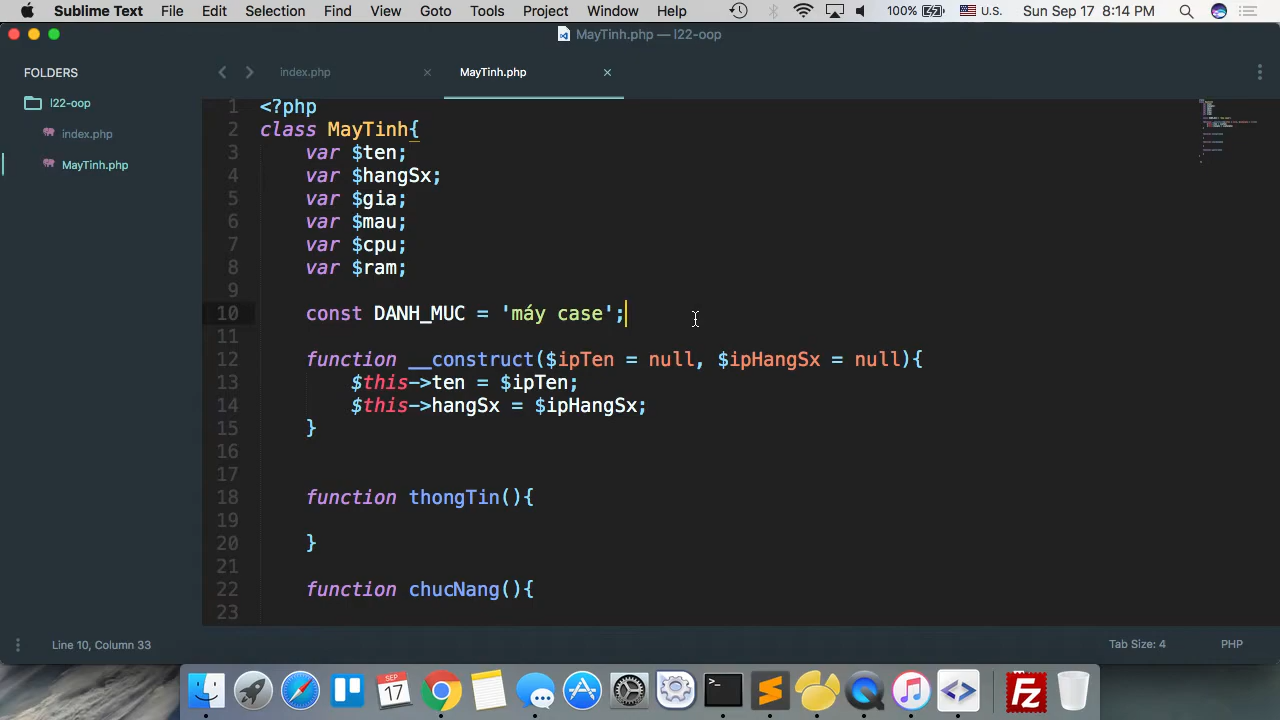 Sublime Text File Edit Selection Find View Goto Tools Project Window Help 100% U.S. Sun Sep 17 8:14 PM
MayTinh.php — l22-oop
FOLDERS
l22-oop
index.php
MayTinh.php
index.php
MayTinh.php
1 <?php
2 class MayTinh{
3 var $ten;
4 var $hangSx;
5 var $gia;
6 var $mau;
7 var $cpu;
8 var $ram;
9
10 const DANH_MUC = 'máy case';
11
12 function __construct($ipTen = null, $ipHangSx = null){
13 $this->ten = $ipTen;
14 $this->hangSx = $ipHangSx;
15 }
16
17
18 function thongTin(){
19
20 }
21
22 function chucNang(){
23
Line 10, Column 33 Tab Size: 4 PHP
SEP
17